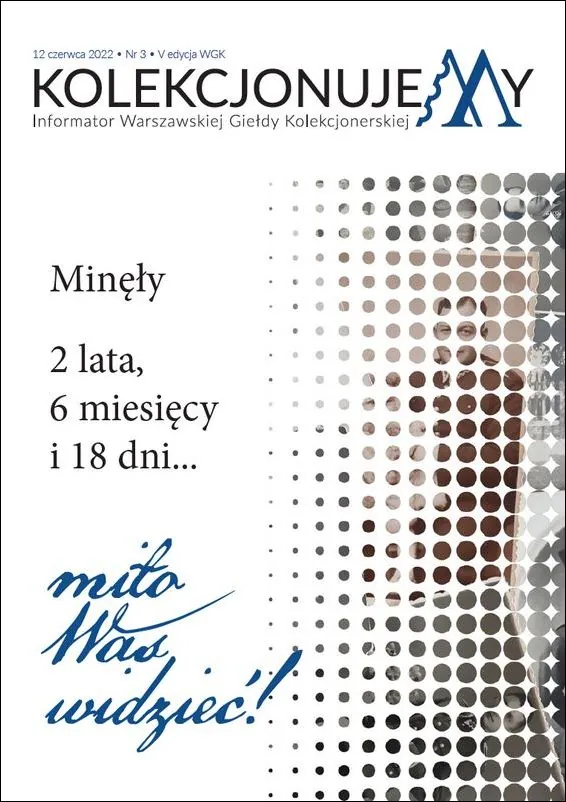 12 czerwca 2022 • Nr 3 • V edycja WGK
KOLEKCJONUJEMY
Informator Warszawskiej Giełdy Kolekcjonerskiej
Minęły
2 lata,
6 miesięcy
i 18 dni...
miło
Was
widzieć!